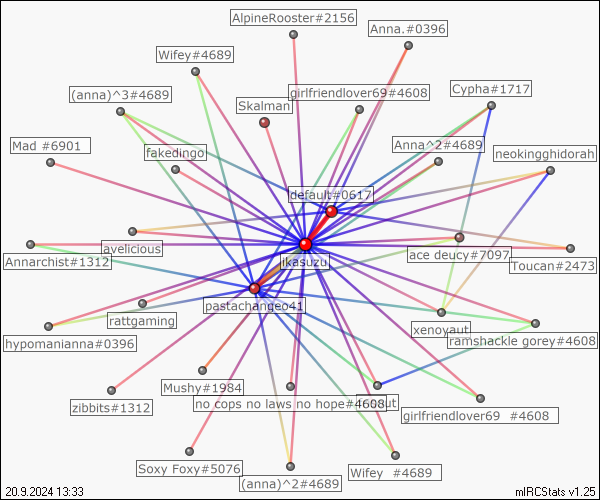 AlpineRooster#2156
Anna.#0396
Wifey#4689
Cypha#1717
(anna)^3#4689
girlfriendlover69#4608
Skalman
Mad #6901
Anna^2#4689
fakedingo
neokingghidorah
default#0617
avelicious
ace deucy#7097
Annarchist#1312
ikasuzu
Toucan#2473
pastachangeo41
rattgaming
xenoyaut
hypomanianna#0396
ramshackle gorey#4608
Mushy#1984
no cops no laws no hope#4608
zibbits#1312
girlfriendlover69 #4608
Soxy Foxy#5076
Wifey #4689
(anna)^2#4689
20.9.2024 13:33
mIRCStats v1.25